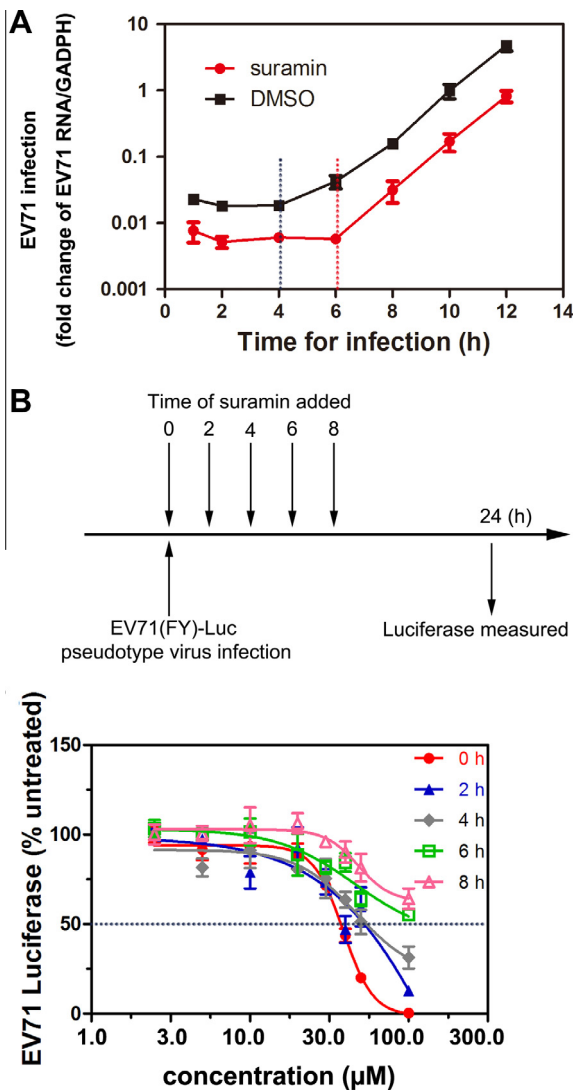 A
EV71 infection
(fold change of EV71 RNA/GADPH)
10
1
0.1
0.01
0.001
suramin
DMSO
0 2 4 6 8 10 12 14
Time for infection (h)
B
Time of suramin added
0 2 4 6 8
24 (h)
EV71(FY)-Luc
pseudotype virus infection
Luciferase measured
EV71 Luciferase (% untreated)
150
100
50
0
0 h
2 h
4 h
6 h
8 h
1.0 3.0 10.0 30.0 100.0 300.0
concentration (µM)